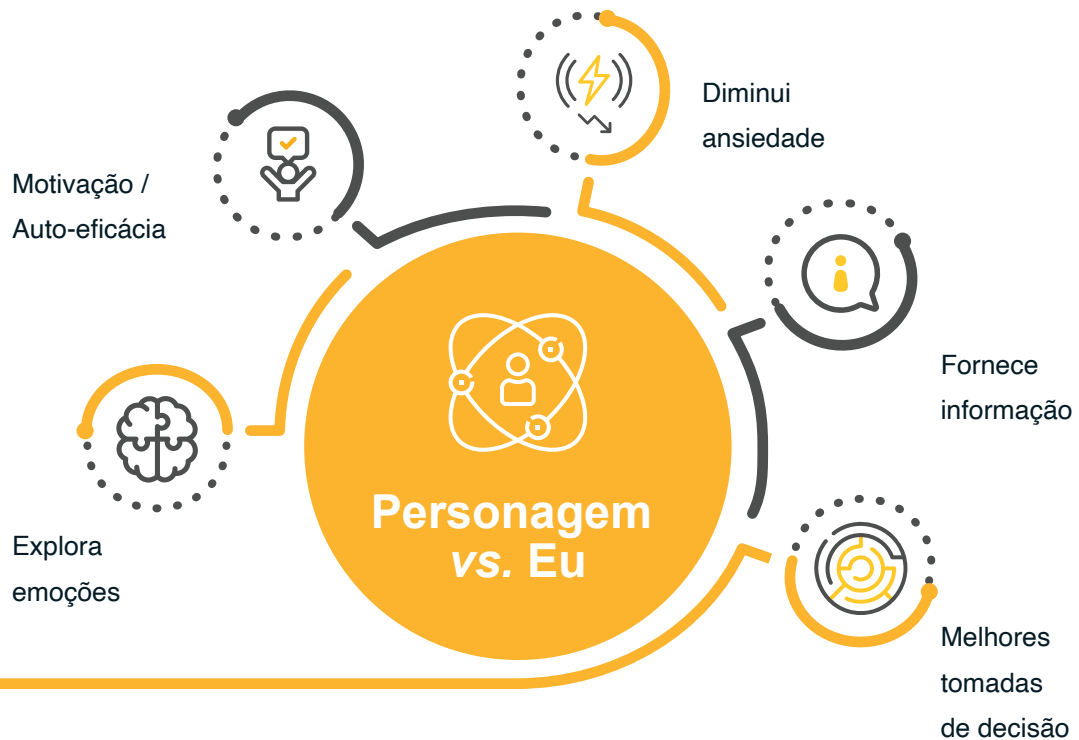 Diminui
ansiedade
Motivação /
Auto-eficácia
Fornece
informação
Personagem
vs. Eu
Explora
emoções
Melhores
tomadas
de decisão